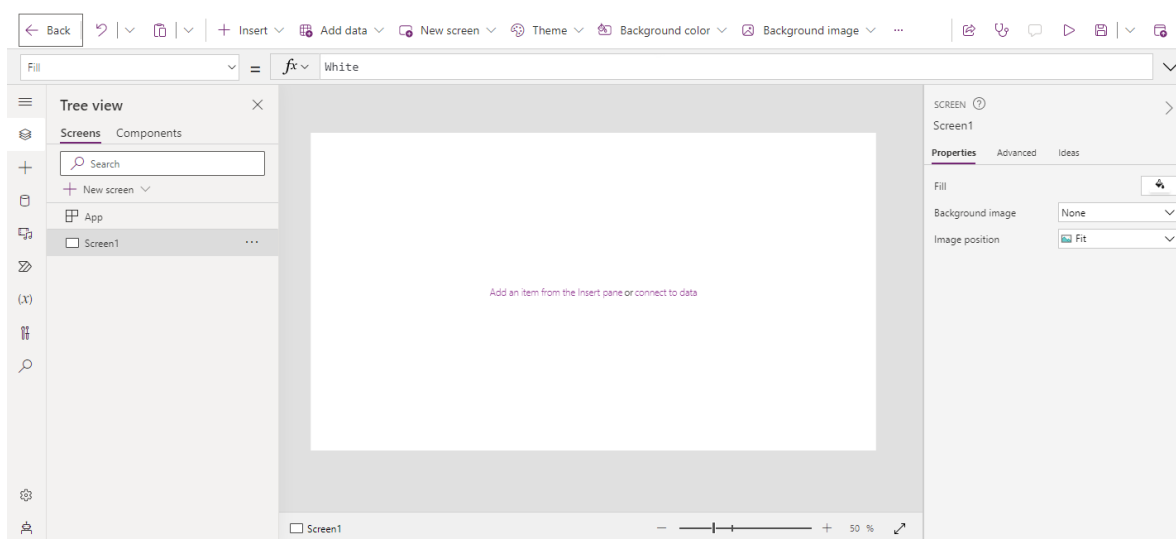 Back Insert Add data New screen Theme Background color Background image ...
Fill = fx White
Tree view
Screens Components
Search
New screen
App
Screen1 ...
(x)
Add an item from the Insert pane or connect to data
Screen1 50 %
SCREEN ?
Screen1
Properties Advanced Ideas
Fill
Background image None
Image position Fit